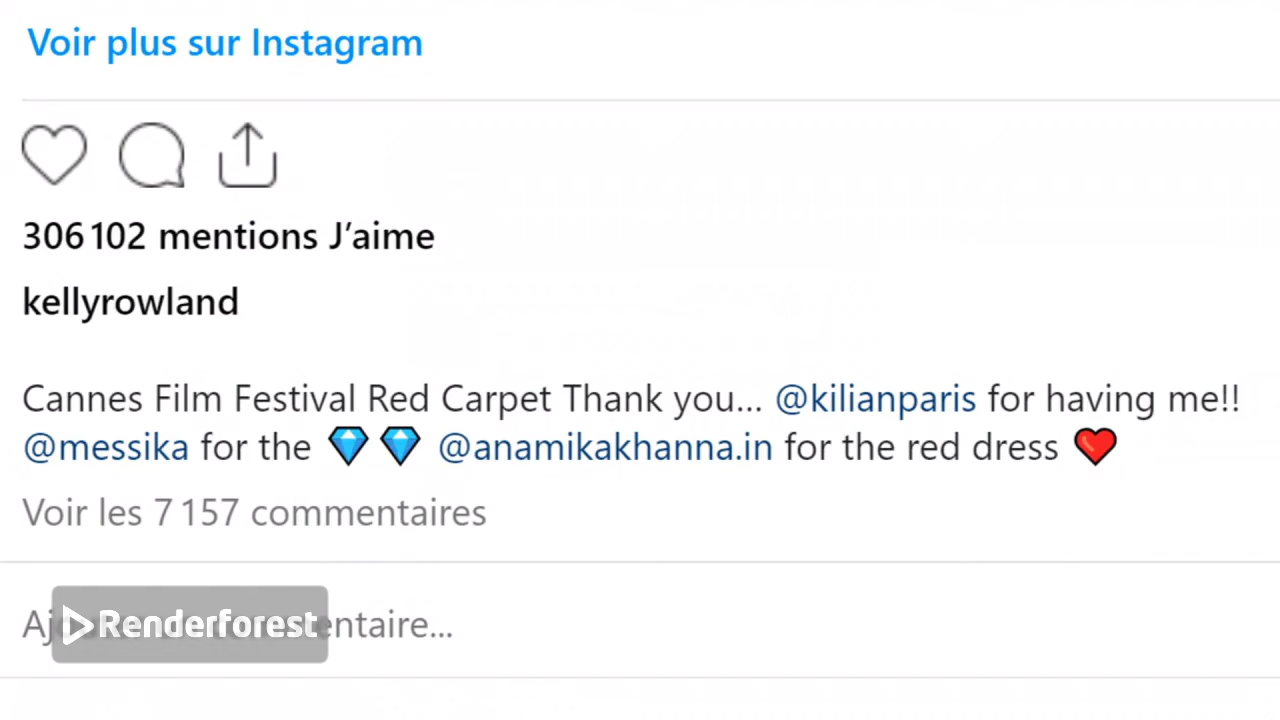 Voir plus sur Instagram
306 102 mentions J’aime
kellyrowland
Cannes Film Festival Red Carpet Thank you... @kilianparis for having me!!
@messika for the 💎💎 @anamikakhanna.in for the red dress ❤️
Voir les 7 157 commentaires
Renderforest